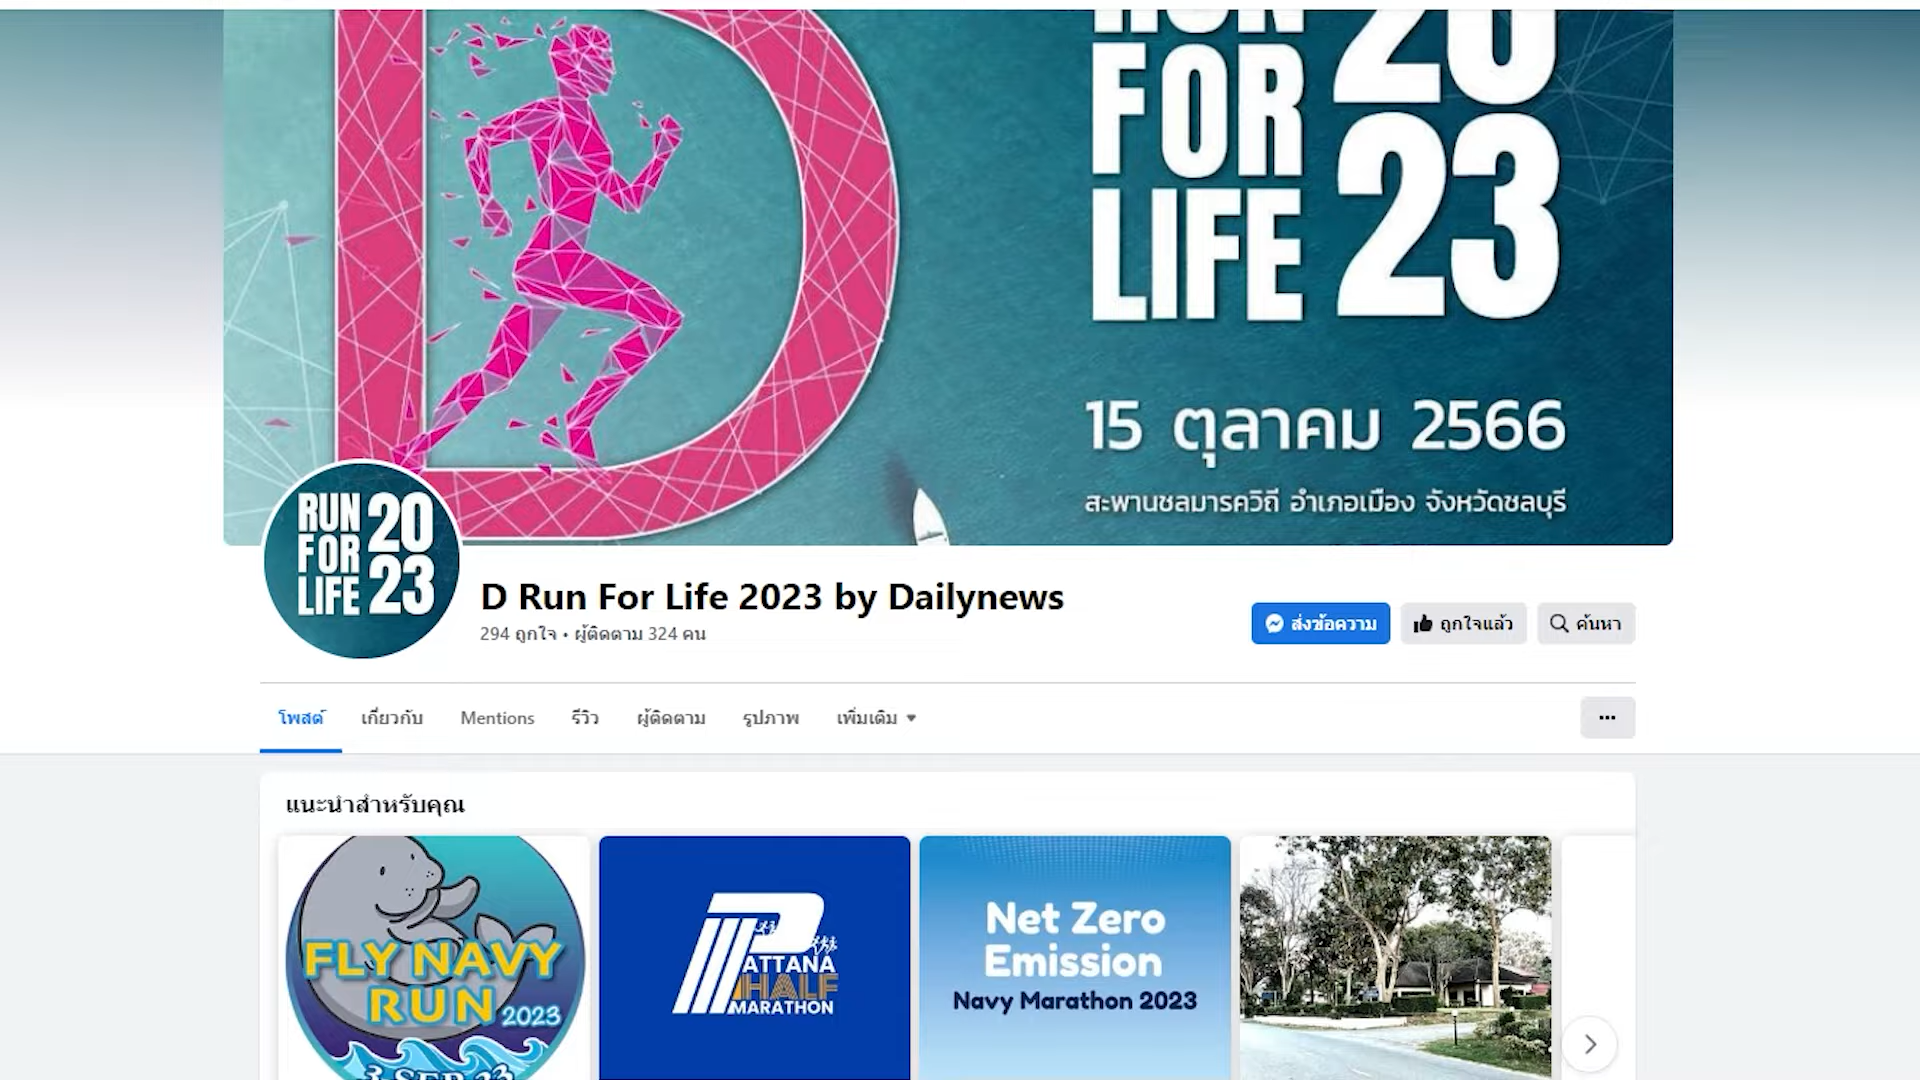 RUN
FOR
LIFE
20
23
15 ตุลาคม 2566
สะพานชลมารควิถี อำเภอเมือง จังหวัดชลบุรี
RUN
FOR
LIFE
20
23
D Run For Life 2023 by Dailynews
294 ถูกใจ • ผู้ติดตาม 324 คน
ส่งข้อความ
ถูกใจแล้ว
ค้นหา
โพสต์
เกี่ยวกับ
Mentions
รีวิว
ผู้ติดตาม
รูปภาพ
เพิ่มเติม
แนะนำสำหรับคุณ
FLY NAVY
RUN 2023
3 SEP 23
PATTANA
HALF
MARATHON
Net Zero
Emission
Navy Marathon 2023